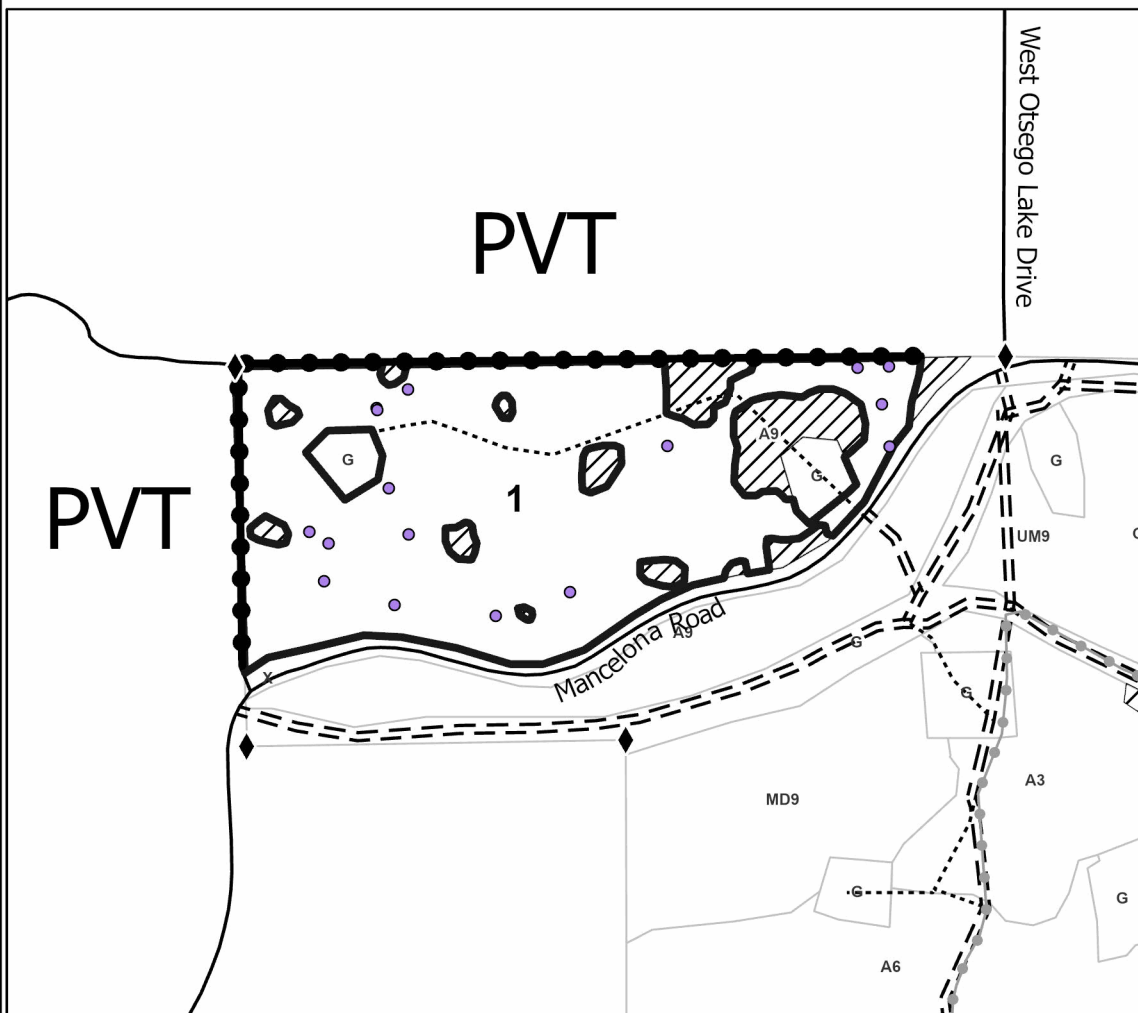 West Otsego Lake Drive
PVT
A9
G
G
G
PVT
1
UM9
Mancelona Road
A9
G
X
G
A3
MD9
G
G
A6